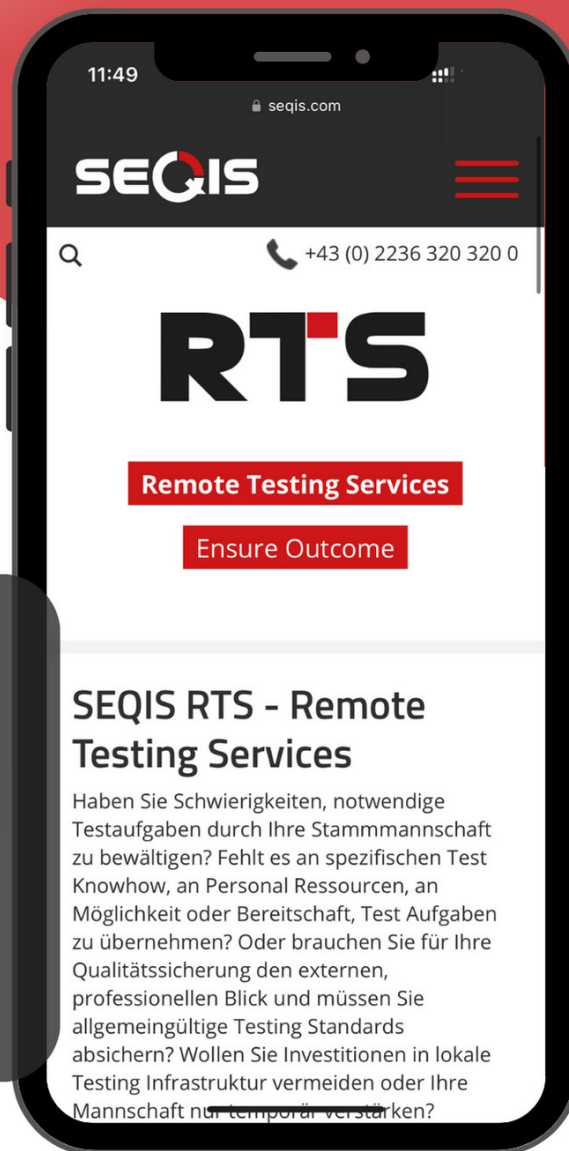 11:49
seqis.com
SEQIS
+43 (0) 2236 320 320 0
RTS
Remote Testing Services
Ensure Outcome
SEQIS RTS - Remote
Testing Services
Haben Sie Schwierigkeiten, notwendige
Testaufgaben durch Ihre Stammmannschaft
zu bewältigen? Fehlt es an spezifischen Test
Knowhow, an Personal Ressourcen, an
Möglichkeit oder Bereitschaft, Test Aufgaben
zu übernehmen? Oder brauchen Sie für Ihre
Qualitätssicherung den externen,
professionellen Blick und müssen Sie
allgemeingültige Testing Standards
absichern? Wollen Sie Investitionen in lokale
Testing Infrastruktur vermeiden oder Ihre
Mannschaft nur temporär verstärken?